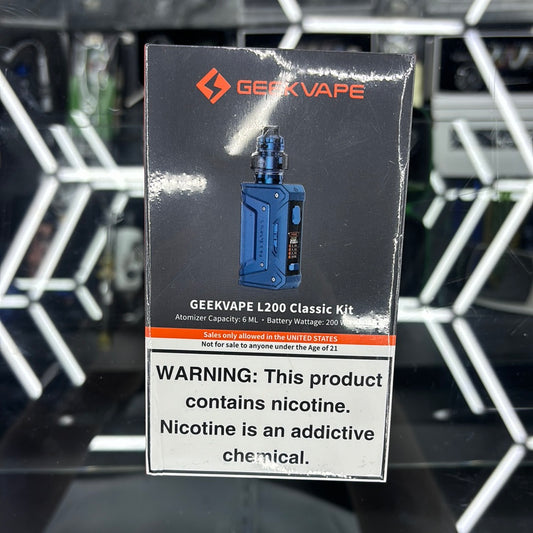 GEEKVAPE
GEEKVAPE L200 Classic Kit
Atomizer Capacity: 6 ML • Battery Wattage: 200 W
Sales only allowed in the UNITED STATES
Not for sale to anyone under the Age of 21
WARNING: This product
contains nicotine.
Nicotine is an addictive
chemical.